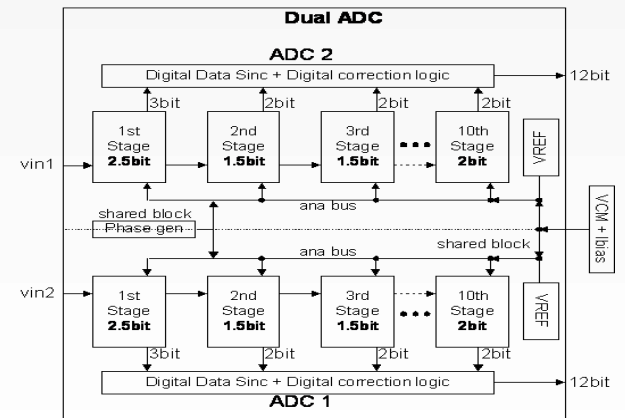 Dual ADC
ADC 2
Digital Data Sinc + Digital correction logic
12bit
3bit
2bit
2bit
2bit
1st
Stage
2.5bit
2nd
Stage
1.5bit
3rd
Stage
1.5bit
10th
Stage
2bit
VREF
vin1
ana bus
shared block
Phase gen
VCM + Ibias
shared block
ana bus
vin2
1st
Stage
2.5bit
2nd
Stage
1.5bit
3rd
Stage
1.5bit
10th
Stage
2bit
VREF
3bit
2bit
2bit
2bit
Digital Data Sinc + Digital correction logic
12bit
ADC 1